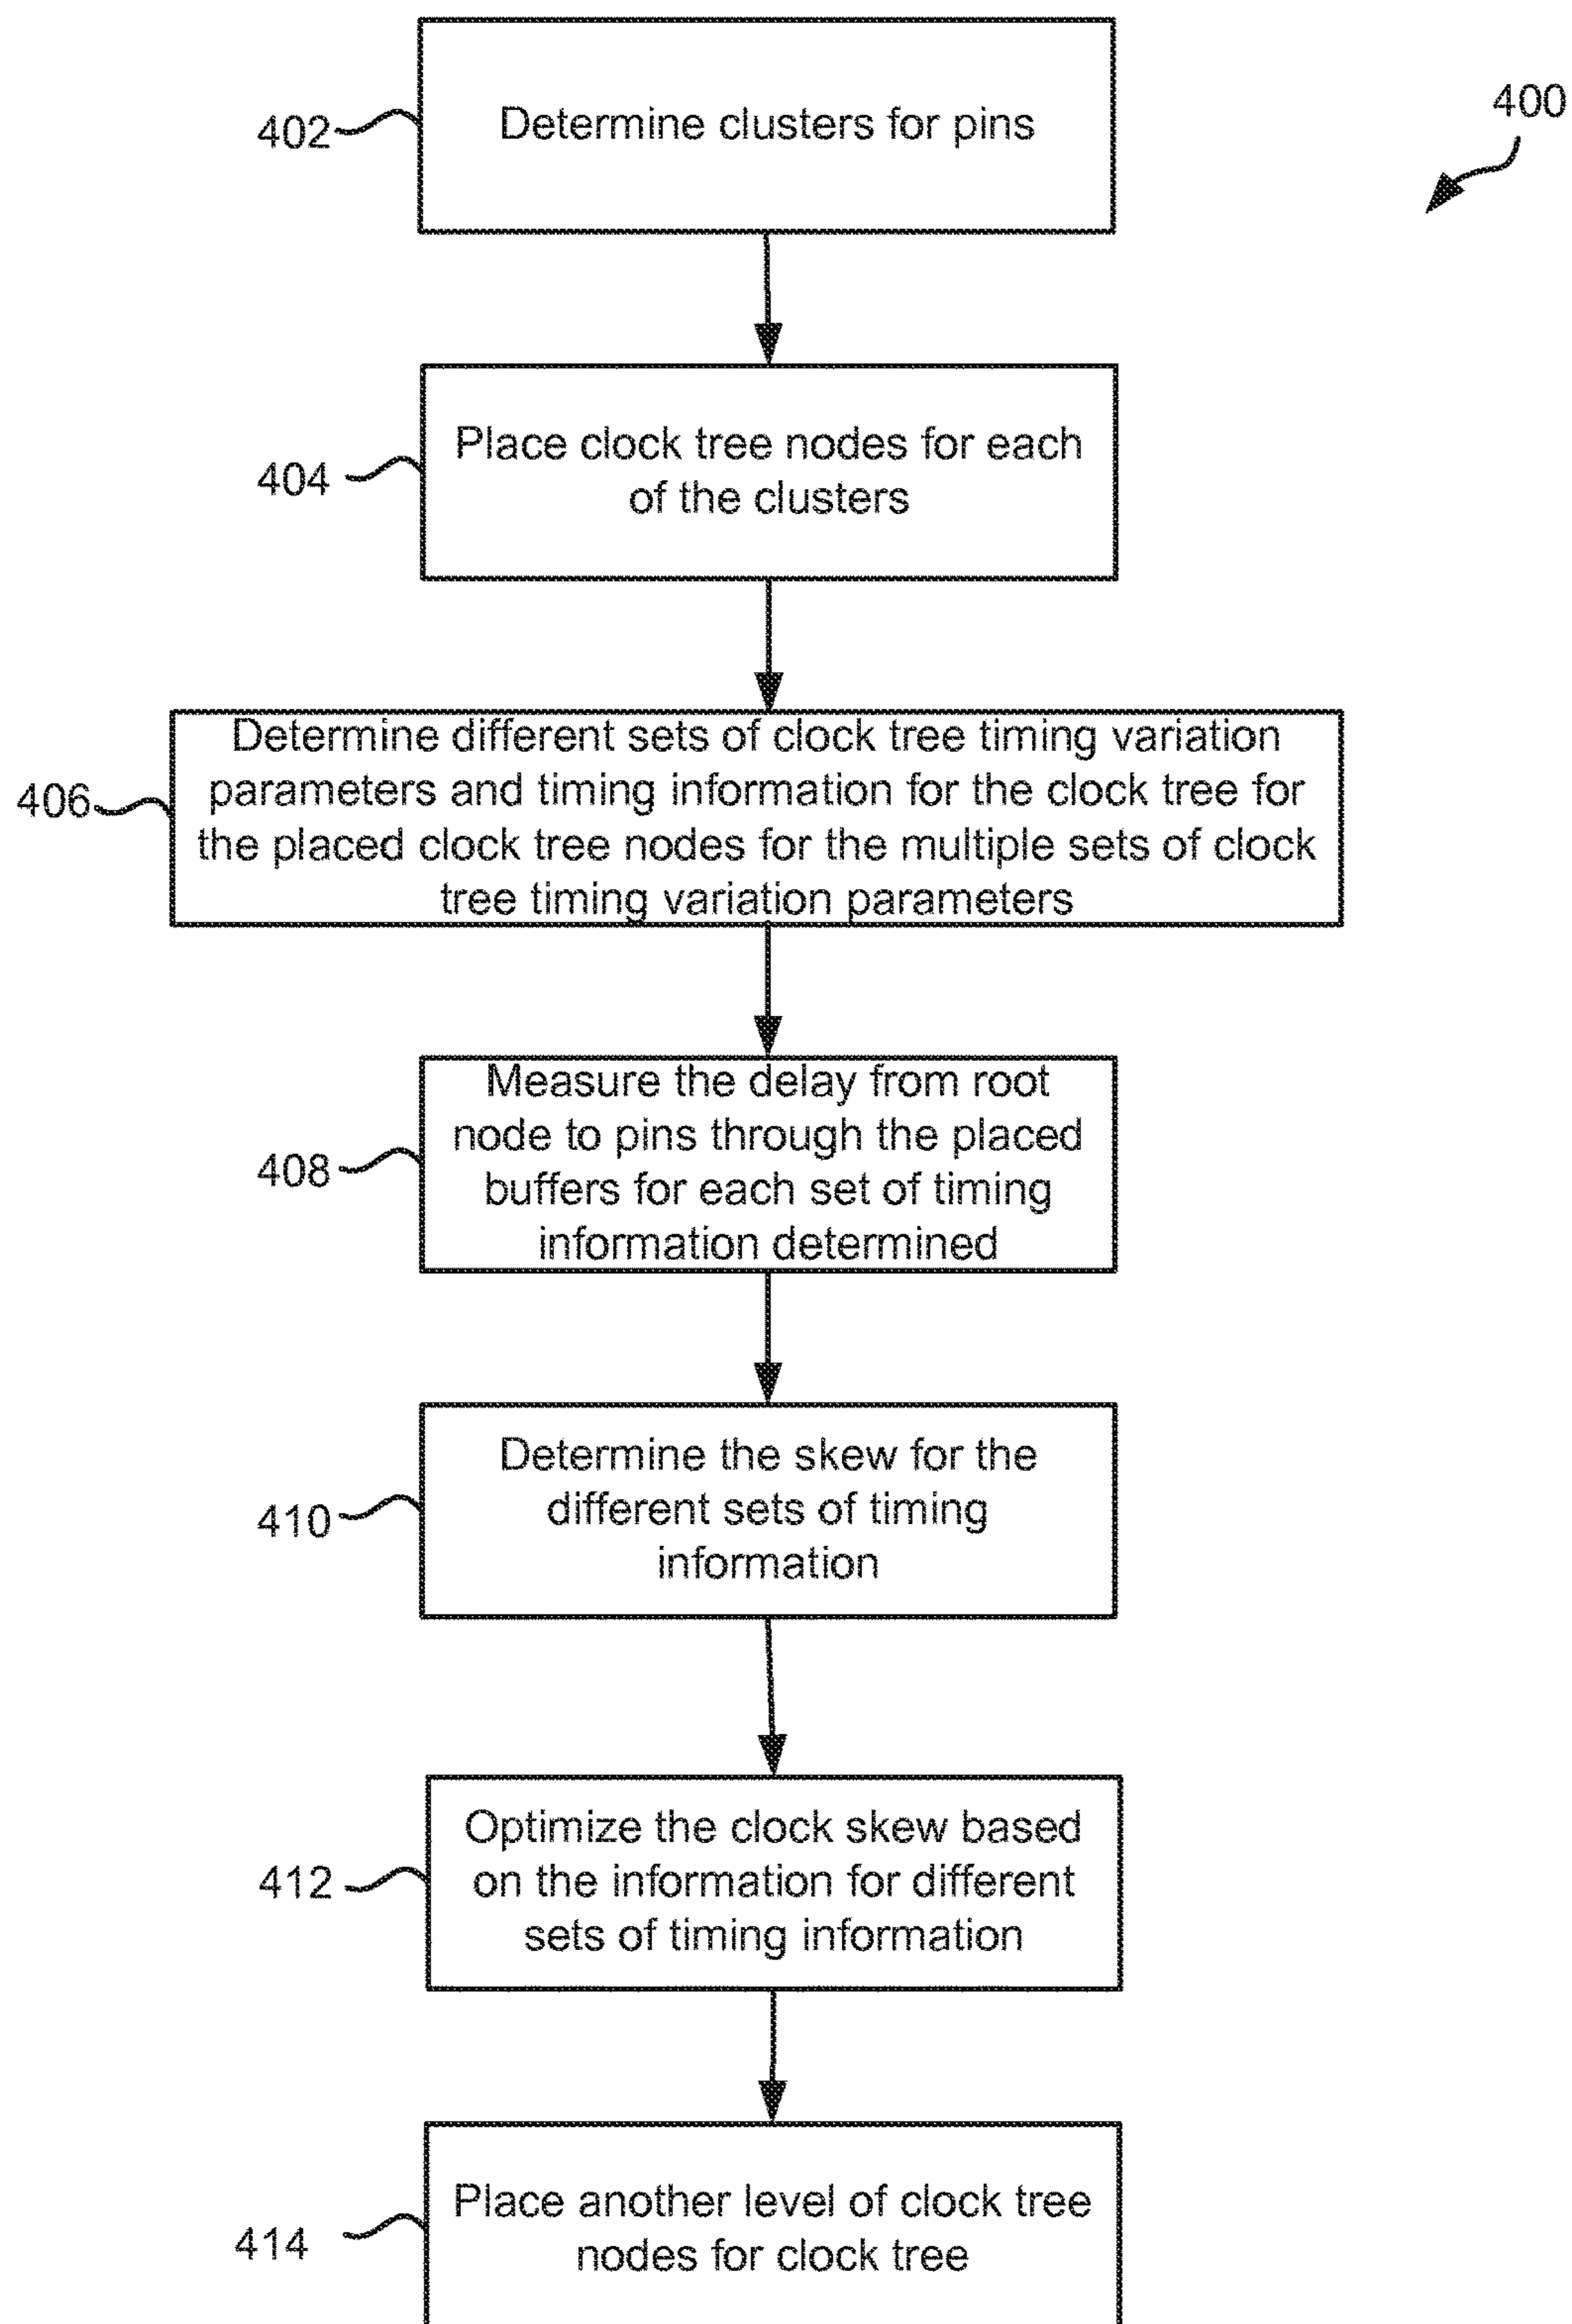 400
402
Determine clusters for pins
404
Place clock tree nodes for each
of the clusters
406
Determine different sets of clock tree timing variation
parameters and timing information for the clock tree for
the placed clock tree nodes for the multiple sets of clock
tree timing variation parameters
408
Measure the delay from root
node to pins through the placed
buffers for each set of timing
information determined
410
Determine the skew for the
different sets of timing
information
412
Optimize the clock skew based
on the information for different
sets of timing information
414
Place another level of clock tree
nodes for clock tree